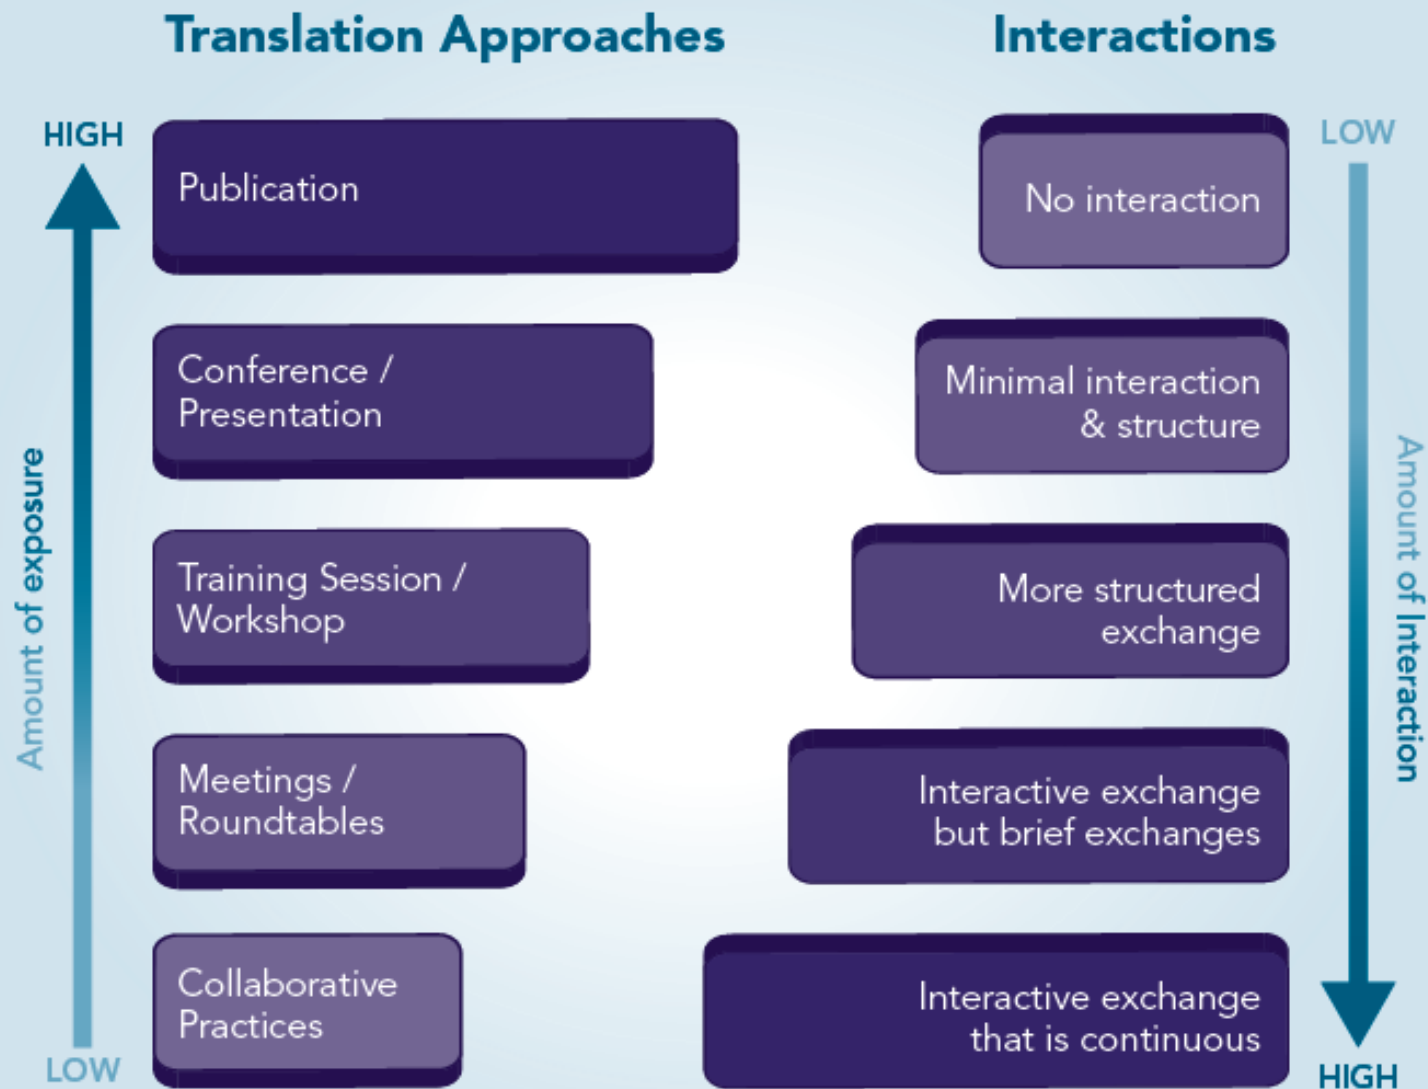 Translation Approaches
Interactions
HIGH
LOW
Publication
No interaction
Conference /
Presentation
Minimal interaction
& structure
Amount of exposure
Amount of Interaction
Training Session /
Workshop
More structured
exchange
Meetings /
Roundtables
Interactive exchange
but brief exchanges
Collaborative
Practices
Interactive exchange
that is continuous
LOW
HIGH